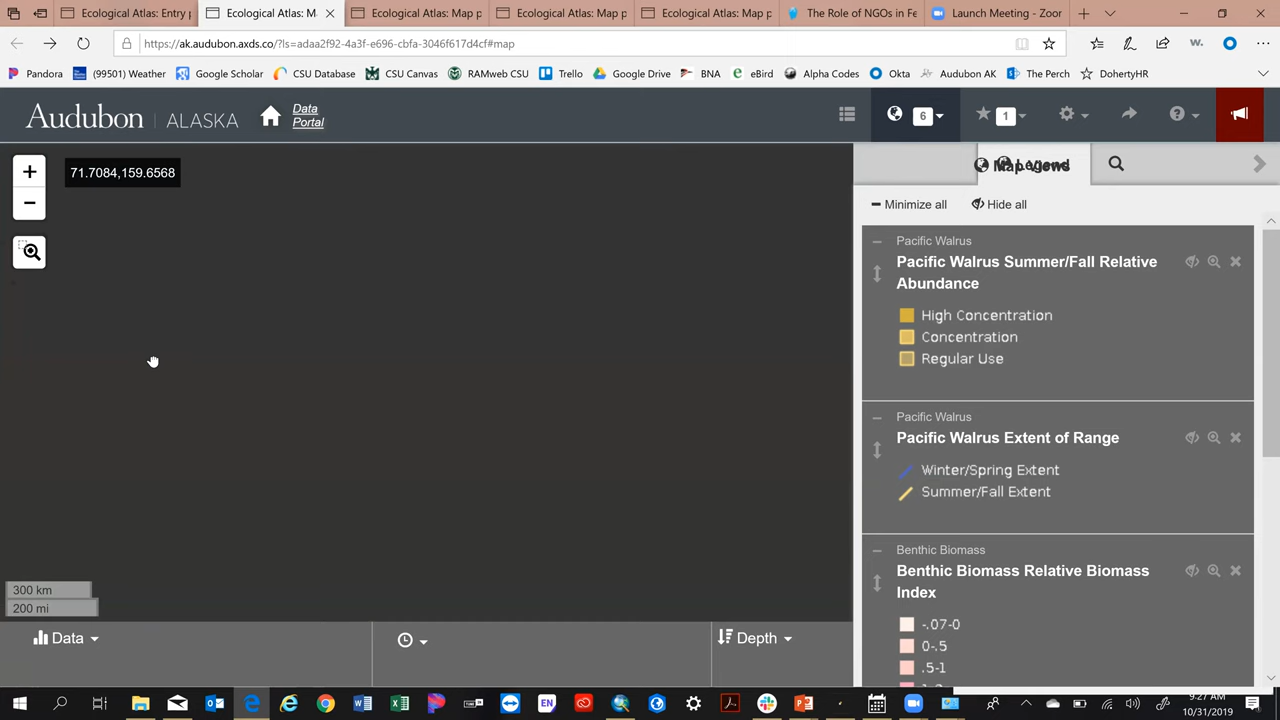 Ecological Atlas: Entry p
Ecological Atlas: Ma
Ecological Atlas: Map p
Ecological Atlas: Map p
Ecological Atlas: Map p
The Role of NGOs in Fe
Launch Meeting - Zoor
https://ak.audubon.axds.co/?ls=adaa2f92-4a3f-e696-cbfa-3046f617d4cf#map
Pandora
(99501) Weather
Google Scholar
CSU Database
CSU Canvas
RAMweb CSU
Trello
Google Drive
BNA
eBird
Alpha Codes
Okta
Audubon AK
The Perch
DohertyHR
Audubon | ALASKA
Data
Portal
6
1
71.7084,159.6568
Map Views
Legend
Minimize all
Hide all
Pacific Walrus
Pacific Walrus Summer/Fall Relative
Abundance
High Concentration
Concentration
Regular Use
Pacific Walrus
Pacific Walrus Extent of Range
Winter/Spring Extent
Summer/Fall Extent
Benthic Biomass
Benthic Biomass Relative Biomass
Index
-.07-0
0-.5
.5-1
300 km
200 mi
Data
Depth
EN
9:27 AM
10/31/2019